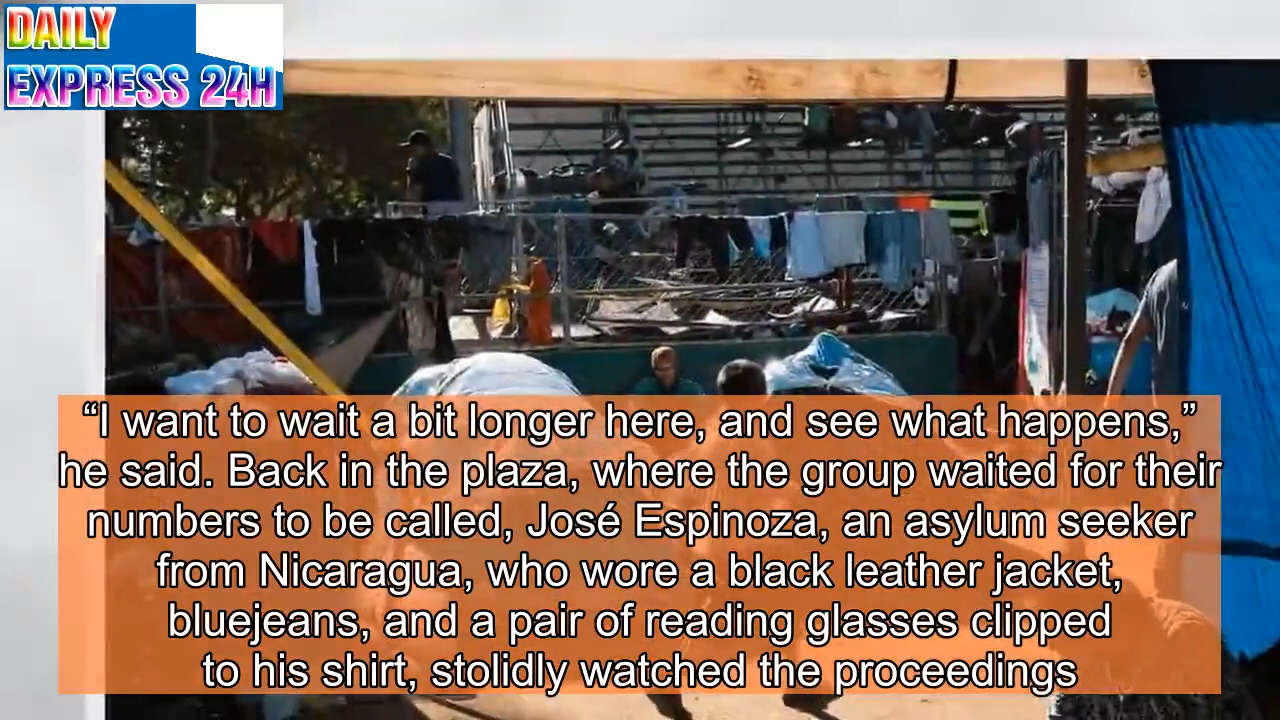 DAILY
EXPRESS 24H
“I want to wait a bit longer here, and see what happens,”
he said. Back in the plaza, where the group waited for their
numbers to be called, José Espinoza, an asylum seeker
from Nicaragua, who wore a black leather jacket,
bluejeans, and a pair of reading glasses clipped
to his shirt, stolidly watched the proceedings